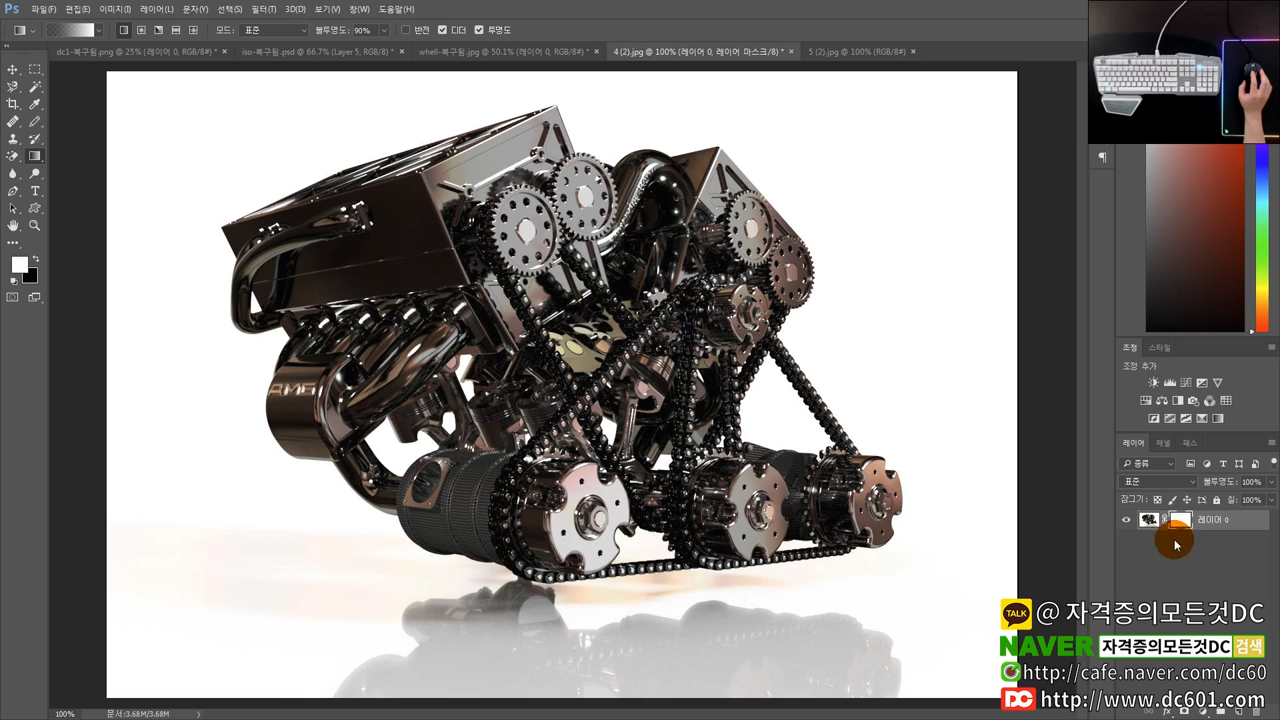 Ps 파일(F) 편집(E) 이미지(I) 레이어(L) 문자(Y) 선택(S) 필터(T) 3D(D) 보기(V) 창(W) 도움말(H)
모드: 표준 불투명도: 90% 반전 디더 투명도
dc1-복구됨.png @ 25% (레이어 0, RGB/8#) * × iso-복구됨.psd @ 66.7% (Layer 5, RGB/8) * × whell-복구됨.jpg @ 50.1% (레이어 0, RGB/8#) * × 4 (2).jpg @ 100% (레이어 0, 레이어 마스크/8) * × 5 (2).jpg @ 100% (RGB/8#) ×
AMG
조정 스타일
조정 추가
레이어 채널 패스
종류
표준 불투명도: 100%
잠그기: 칠: 100%
레이어 0
TALK @ 자격증의모든것DC
NAVER 자격증의모든것DC 검색
http://cafe.naver.com/dc60
DC http://www.dc601.com
100% 문서:3.68M/3.68M